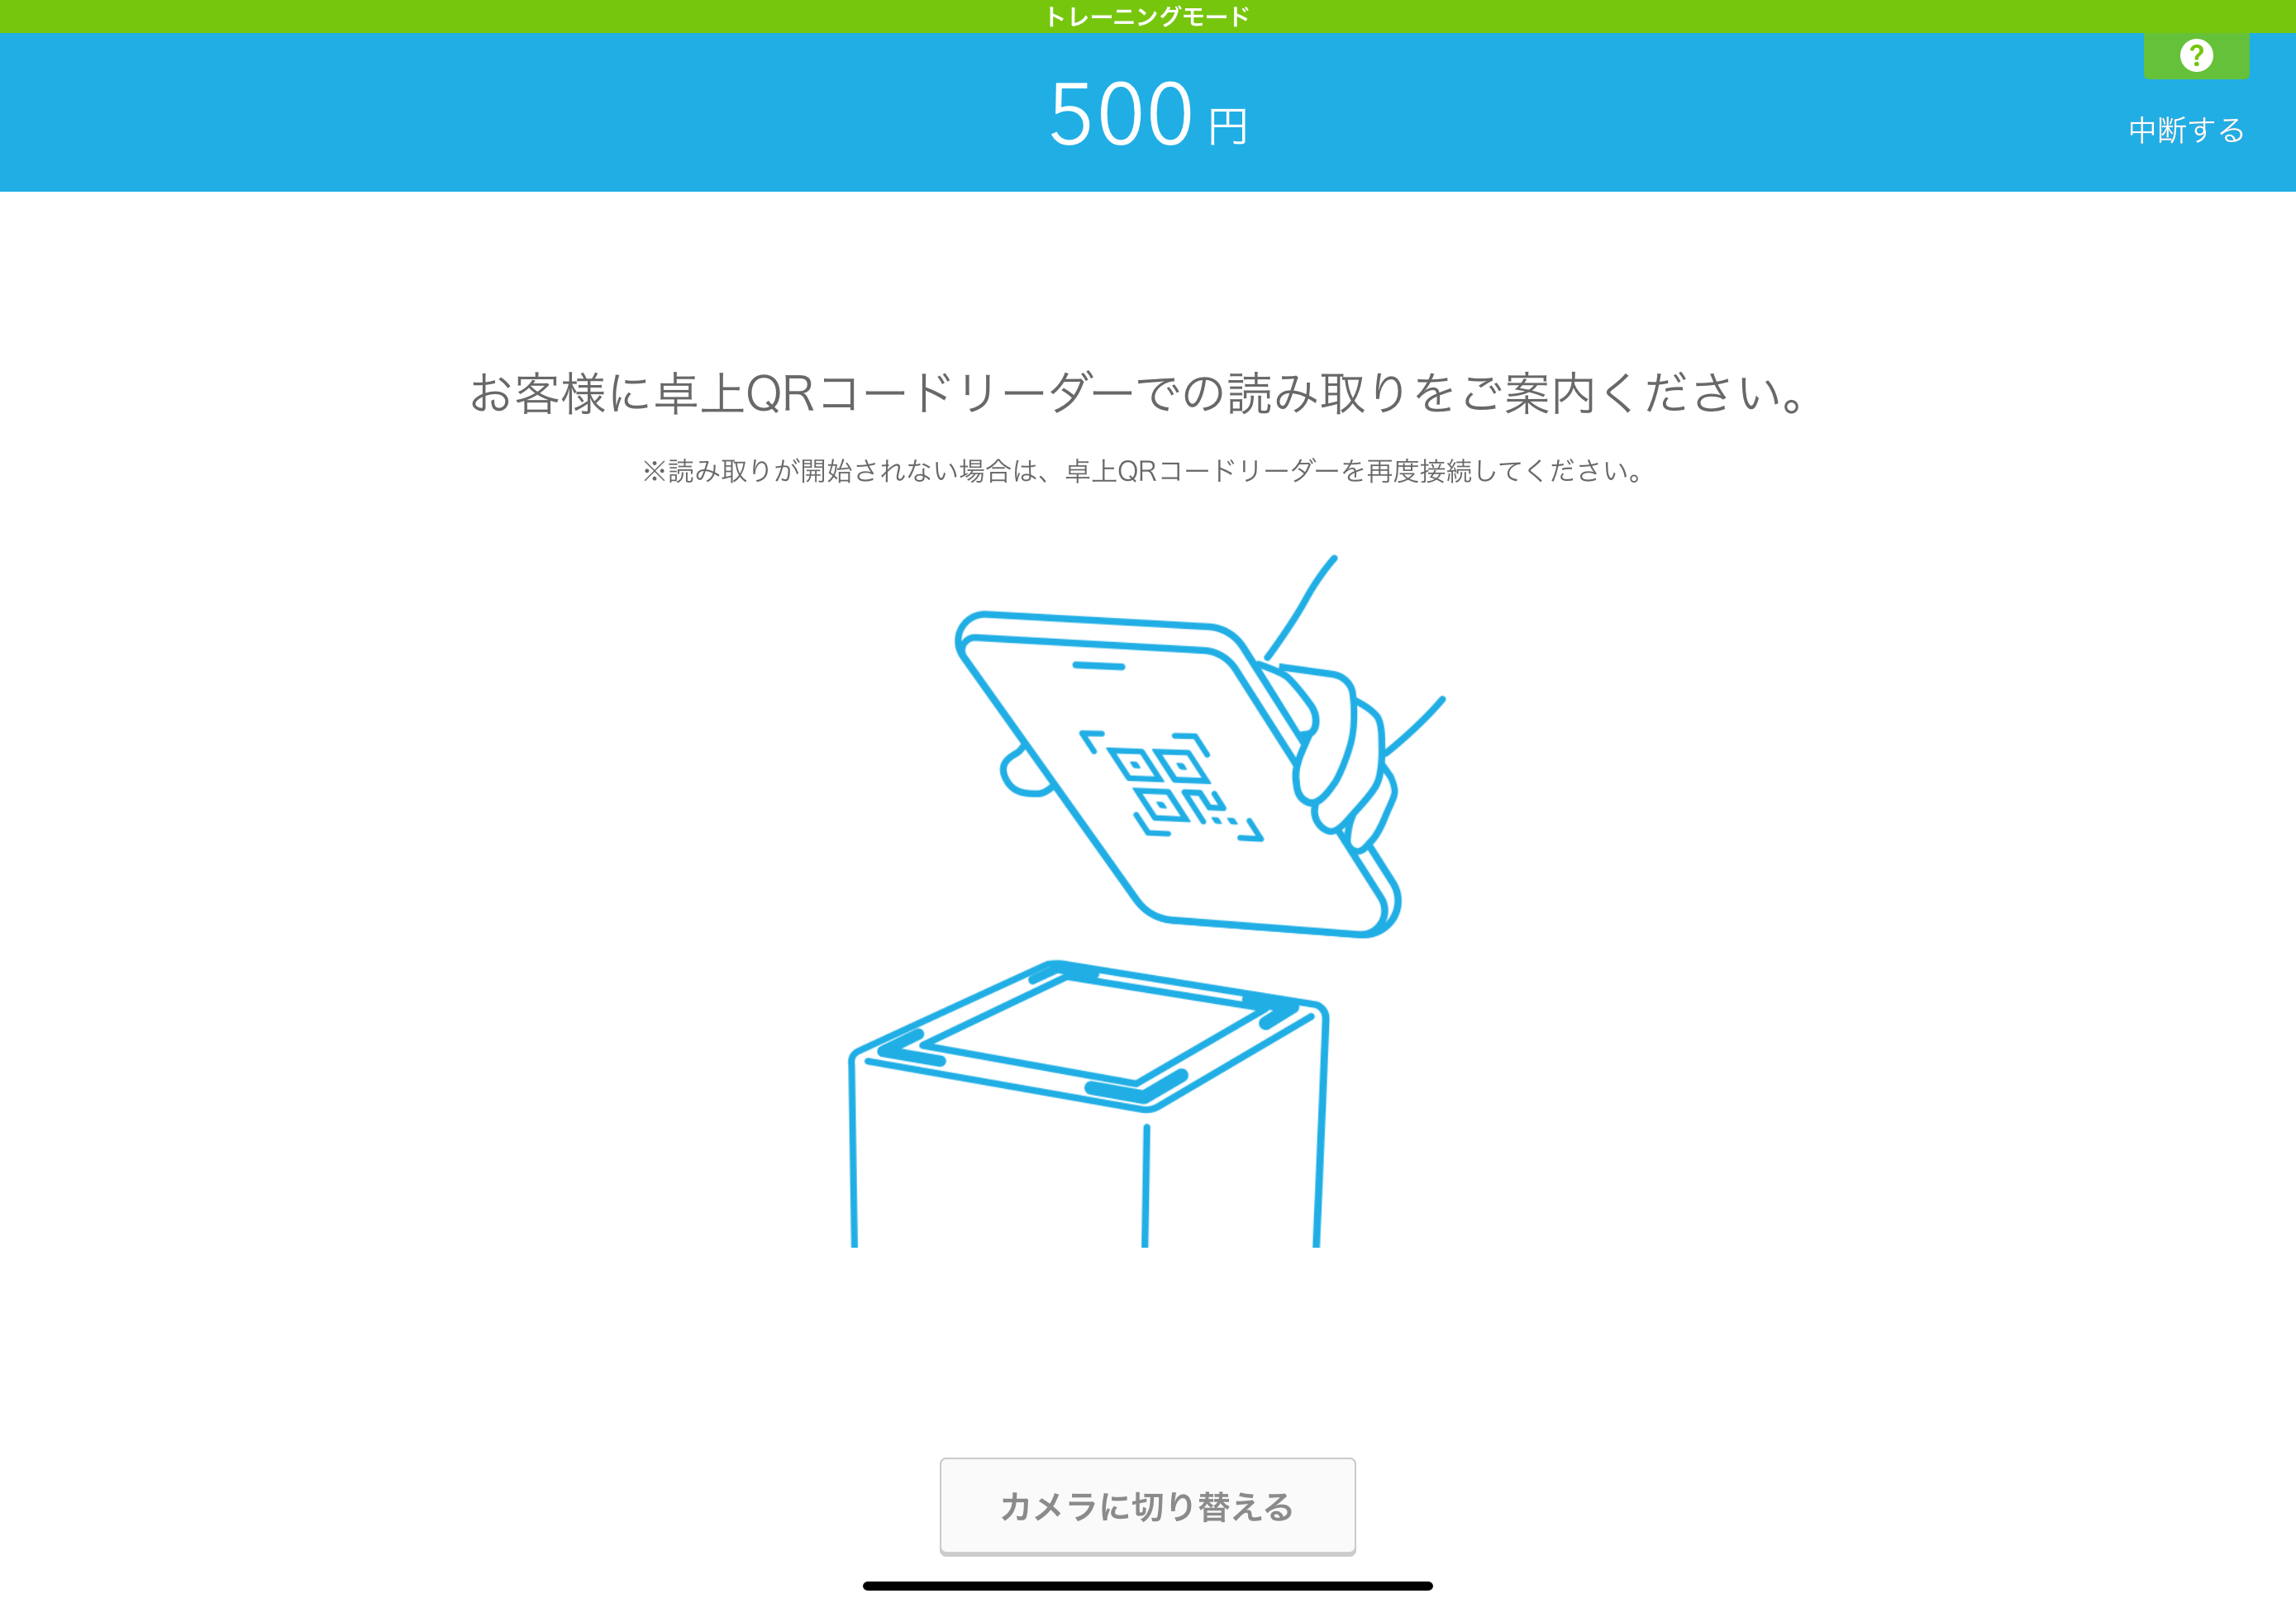 トレーニングモード
?
500 円
中断する
お客様に卓上QRコードリーダーでの読み取りをご案内ください。
※読み取りが開始されない場合は、卓上QRコードリーダーを再度接続してください。
カメラに切り替える